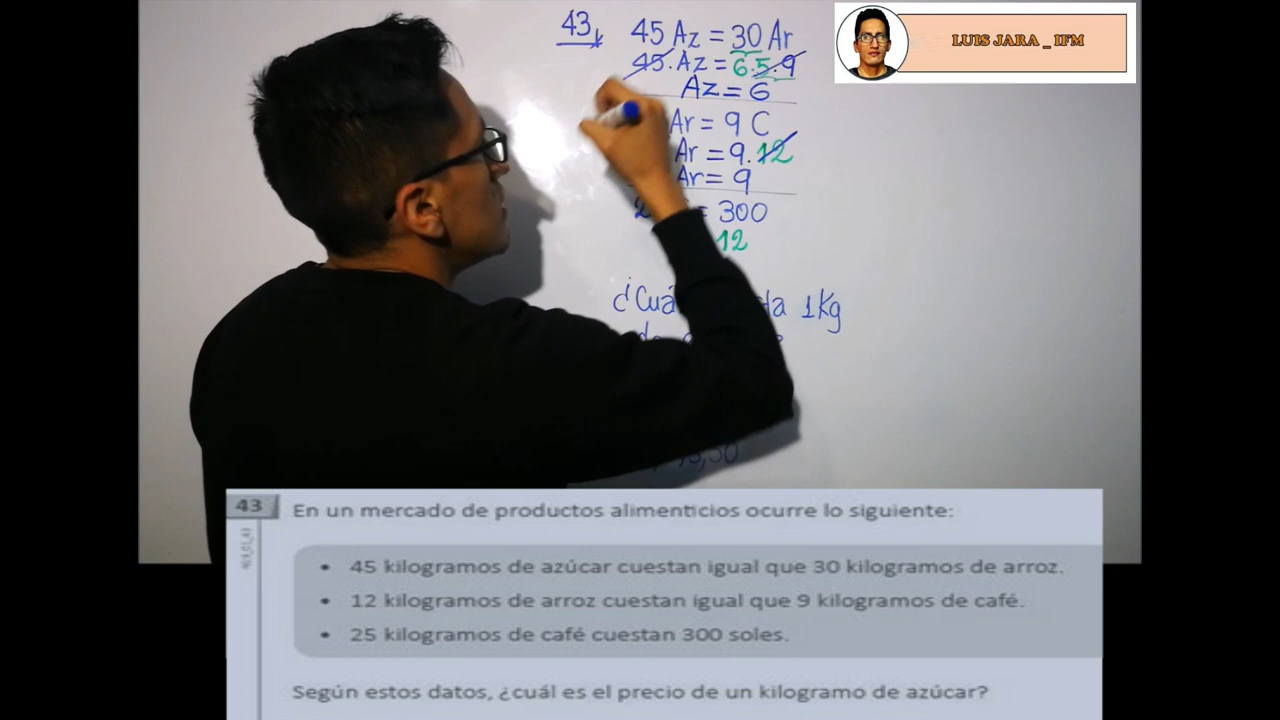 43
45 Az = 30 Ar
45.Az = 6.5.9
Az = 6
Ar = 9 C
Ar = 9.12
Ar = 9
= 300
12
1Kg
LUIS JARA _ IFM
43 En un mercado de productos alimenticios ocurre lo siguiente:
• 45 kilogramos de azúcar cuestan igual que 30 kilogramos de arroz.
• 12 kilogramos de arroz cuestan igual que 9 kilogramos de café.
• 25 kilogramos de café cuestan 300 soles.
Según estos datos, ¿cuál es el precio de un kilogramo de azúcar?